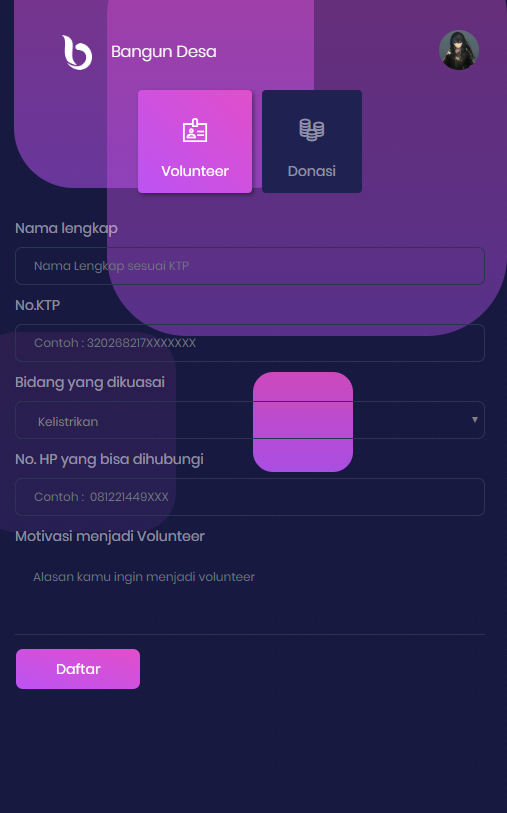 Bangun Desa
Volunteer
Donasi
Nama lengkap
Nama Lengkap sesuai KTP
No.KTP
Contoh : 320268217XXXXXXX
Bidang yang dikuasai
Kelistrikan
No. HP yang bisa dihubungi
Contoh : 081221449XXX
Motivasi menjadi Volunteer
Alasan kamu ingin menjadi volunteer
Daftar